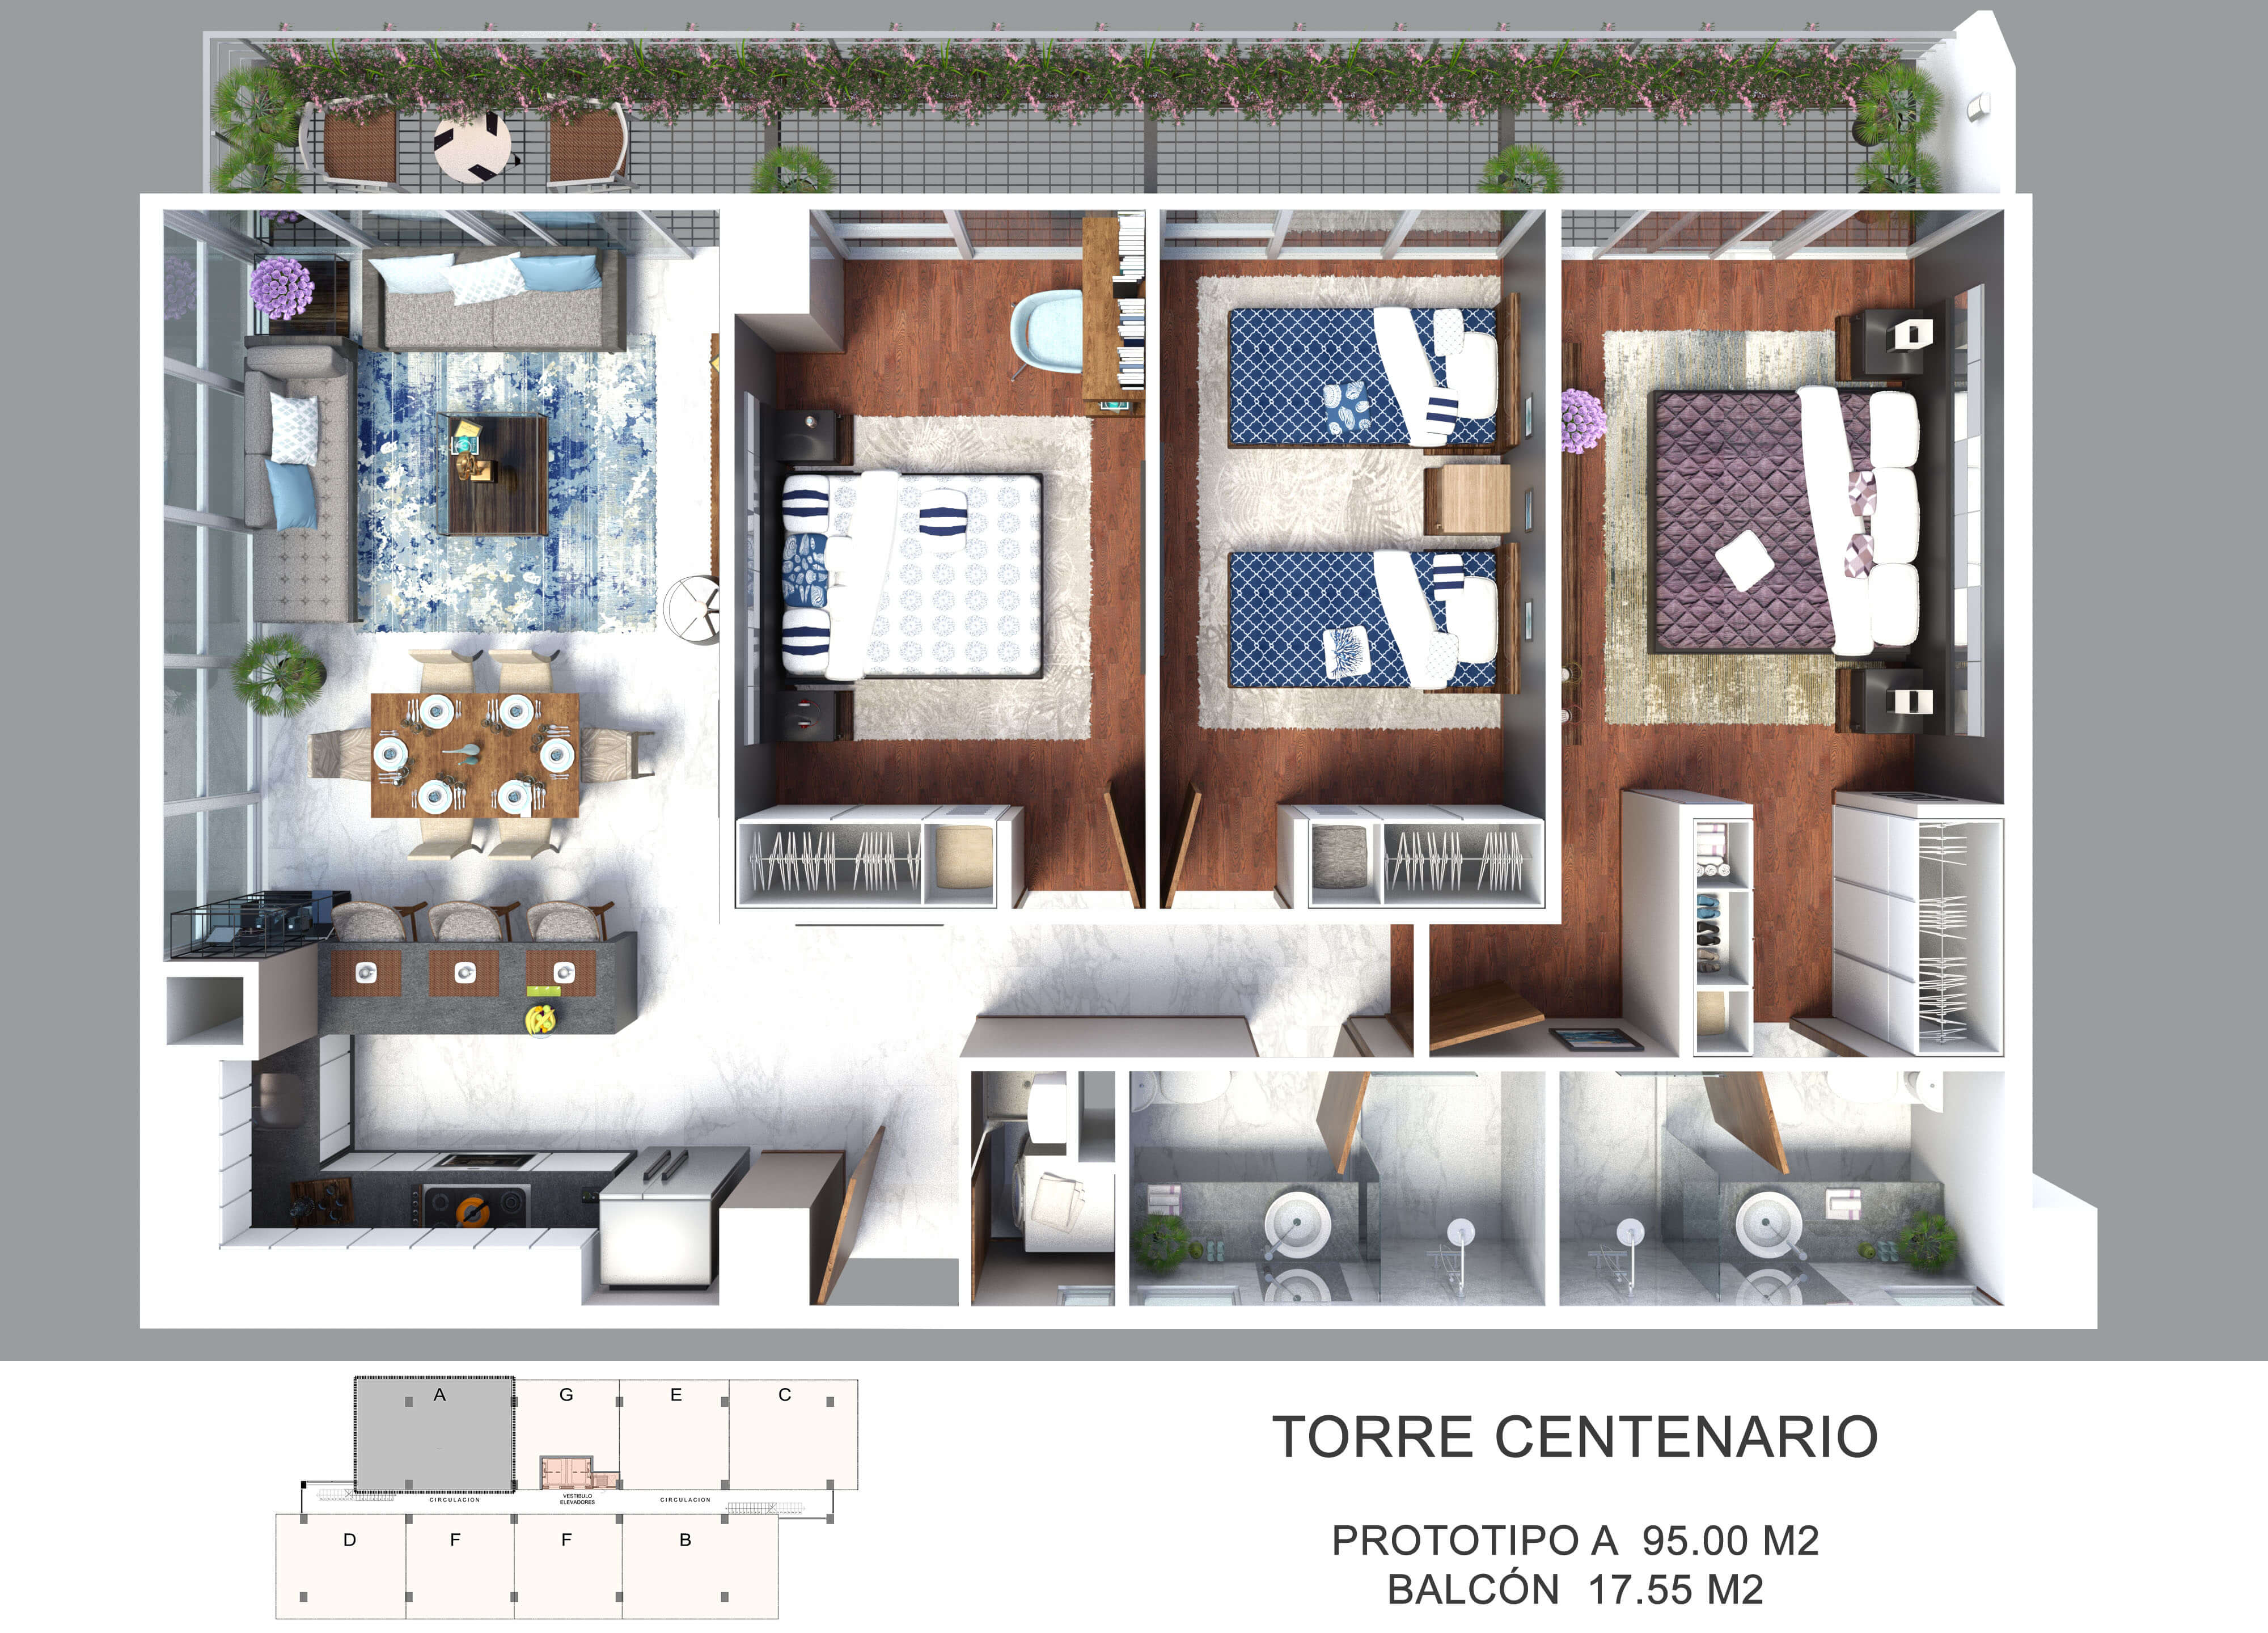 A
G
E
C
CIRCULACION
VESTIBULO
ELEVADORES
CIRCULACION
D
F
F
B
TORRE CENTENARIO
PROTOTIPO A 95.00 M2
BALCÓN 17.55 M2